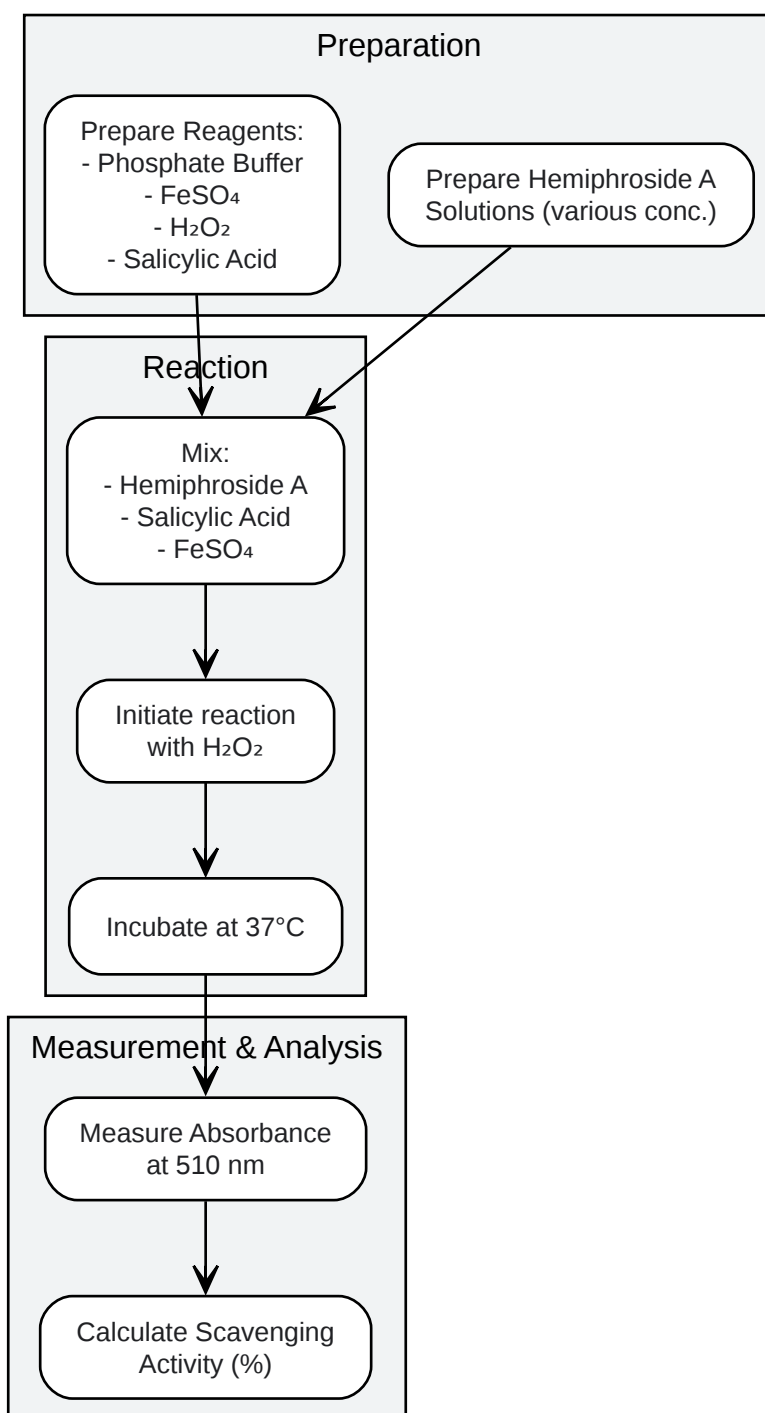 Preparation
Prepare Reagents:
- Phosphate Buffer
- FeSO₄
- H₂O₂
- Salicylic Acid
Prepare Hemiphroside A
Solutions (various conc.)
Reaction
Mix:
- Hemiphroside A
- Salicylic Acid
- FeSO₄
Initiate reaction
with H₂O₂
Incubate at 37°C
Measurement & Analysis
Measure Absorbance
at 510 nm
Calculate Scavenging
Activity (%)